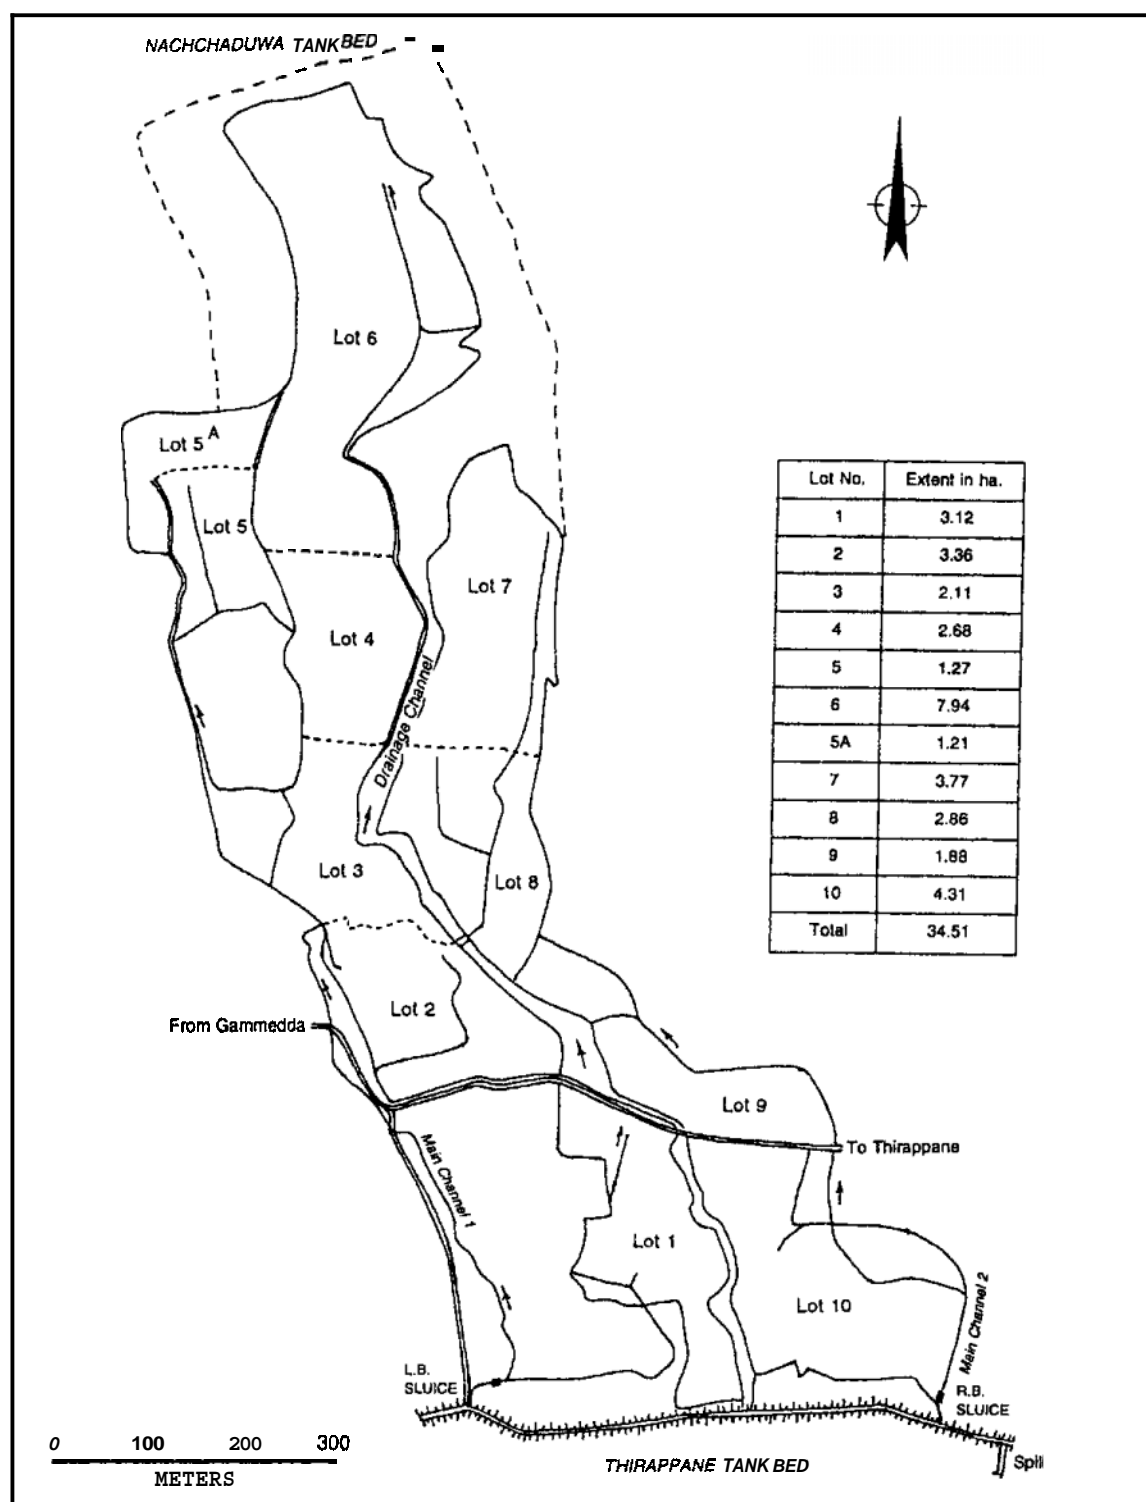 NACHCHADUWA TANK BED
Lot 6
Lot 5 A
Lot 5
Lot 7
Lot 4
Drainage Channel
Lot No. Extent in ha.
1 3.12
2 3.36
3 2.11
4 2.68
5 1.27
6 7.94
5A 1.21
7 3.77
8 2.86
9 1.88
10 4.31
Total 34.51
Lot 3
Lot 8
Lot 2
From Gammedda
Lot 9
To Thirappane
Main Channel 1
Lot 1
Lot 10
Main Channel 2
L.B.
SLUICE
R.B.
SLUICE
Spill
0 100 200 300
METERS
THIRAPPANE TANK BED